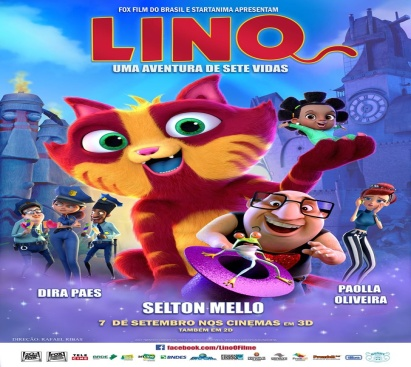 FOX FILM DO BRASIL E STARTANIMA APRESENTAM
LINO
UMA AVENTURA DE SETE VIDAS
DIRA PAES
PAOLLA
OLIVEIRA
SELTON MELLO
7 DE SETEMBRO NOS CINEMAS EM 3D
TAMBÉM EM 2D
DIREÇÃO, RAFAEL RIBAS
facebook.com/LinoOFilme
BNDES